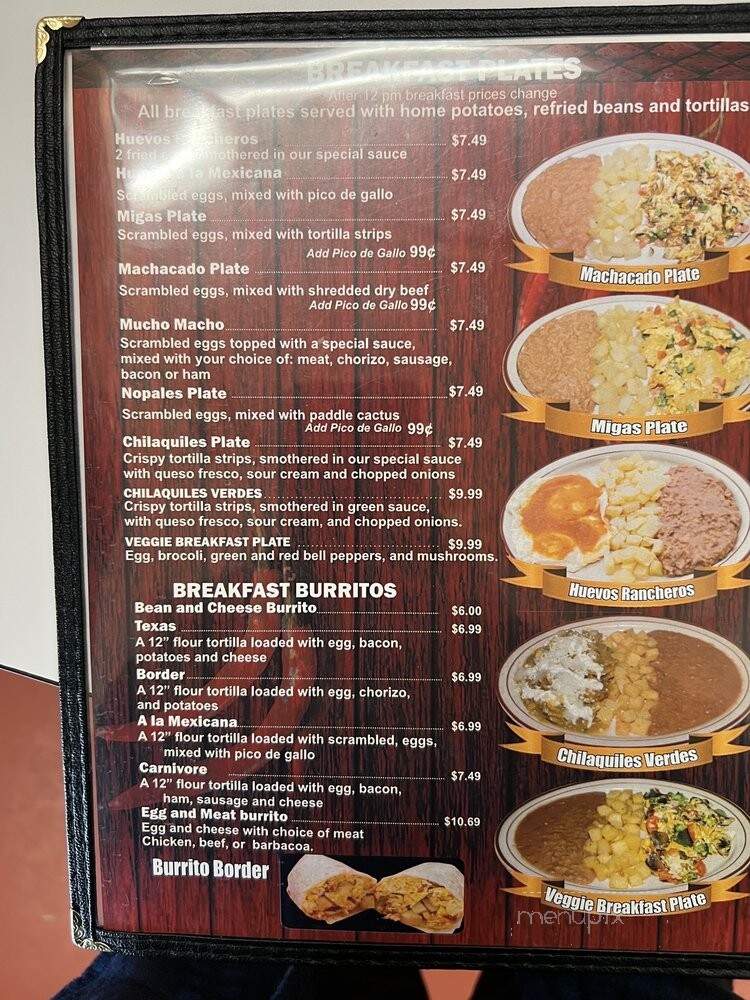 BREAKFAST PLATES
After 12 pm breakfast prices change
All breakfast plates served with home potatoes, refried beans and tortillas
Huevos Rancheros $7.49
2 fried smothered in our special sauce
la Mexicana $7.49
Scrambled eggs, mixed with pico de gallo
Migas Plate $7.49
Scrambled eggs, mixed with tortilla strips
Add Pico de Gallo 99¢
Machacado Plate $7.49
Scrambled eggs, mixed with shredded dry beef
Add Pico de Gallo 99¢
Mucho Macho $7.49
Scrambled eggs topped with a special sauce,
mixed with your choice of: meat, chorizo, sausage,
bacon or ham
Nopales Plate $7.49
Scrambled eggs, mixed with paddle cactus
Add Pico de Gallo 99¢
Chilaquiles Plate $7.49
Crispy tortilla strips, smothered in our special sauce
with queso fresco, sour cream and chopped onions
CHILAQUILES VERDES $9.99
Crispy tortilla strips, smothered in green sauce,
with queso fresco, sour cream, and chopped onions.
VEGGIE BREAKFAST PLATE $9.99
Egg, brocoli, green and red bell peppers, and mushrooms.
BREAKFAST BURRITOS
Bean and Cheese Burrito $6.00
Texas $6.99
A 12” flour tortilla loaded with egg, bacon,
potatoes and cheese
Border $6.99
A 12” flour tortilla loaded with egg, chorizo,
and potatoes
A la Mexicana $6.99
A 12” flour tortilla loaded with scrambled, eggs,
mixed with pico de gallo
Carnivore $7.49
A 12” flour tortilla loaded with egg, bacon,
ham, sausage and cheese
Egg and Meat burrito $10.69
Egg and cheese with choice of meat
Chicken, beef, or barbacoa.
Burrito Border
Machacado Plate
Migas Plate
Huevos Rancheros
Chilaquiles Verdes
Veggie Breakfast Plate
menupix